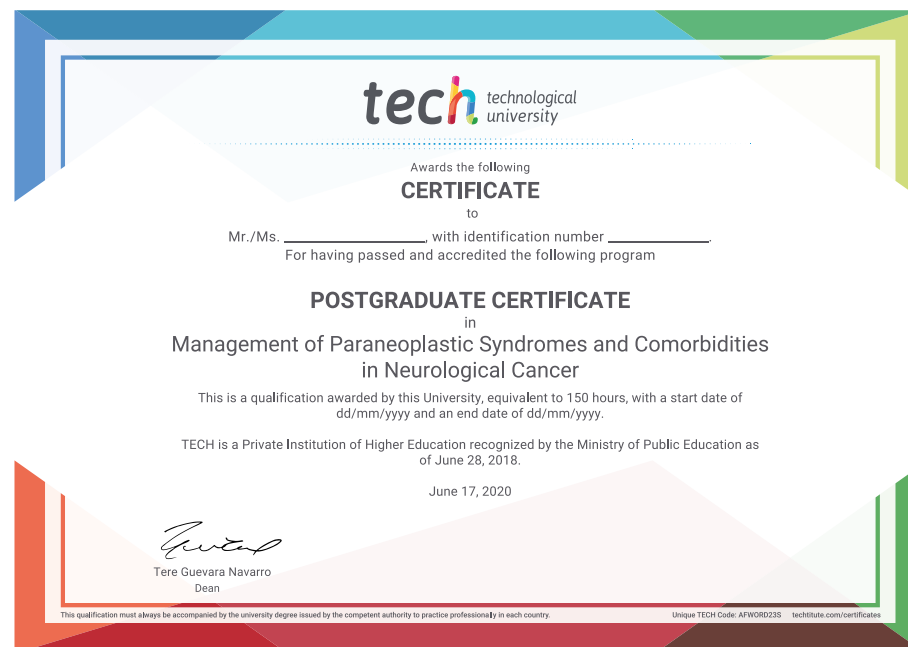 tech technological
university
Awards the following
CERTIFICATE
to
Mr./Ms. ____________________, with identification number ______________.
For having passed and accredited the following program
POSTGRADUATE CERTIFICATE
in
Management of Paraneoplastic Syndromes and Comorbidities
in Neurological Cancer
This is a qualification awarded by this University, equivalent to 150 hours, with a start date of
dd/mm/yyyy and an end date of dd/mm/yyyy.
TECH is a Private Institution of Higher Education recognized by the Ministry of Public Education as
of June 28, 2018.
June 17, 2020
Tere Guevara Navarro
Dean
This qualification must always be accompanied by the university degree issued by the competent authority to practice professionally in each country. Unique TECH Code: AFWORD23S techtitute.com/certificates